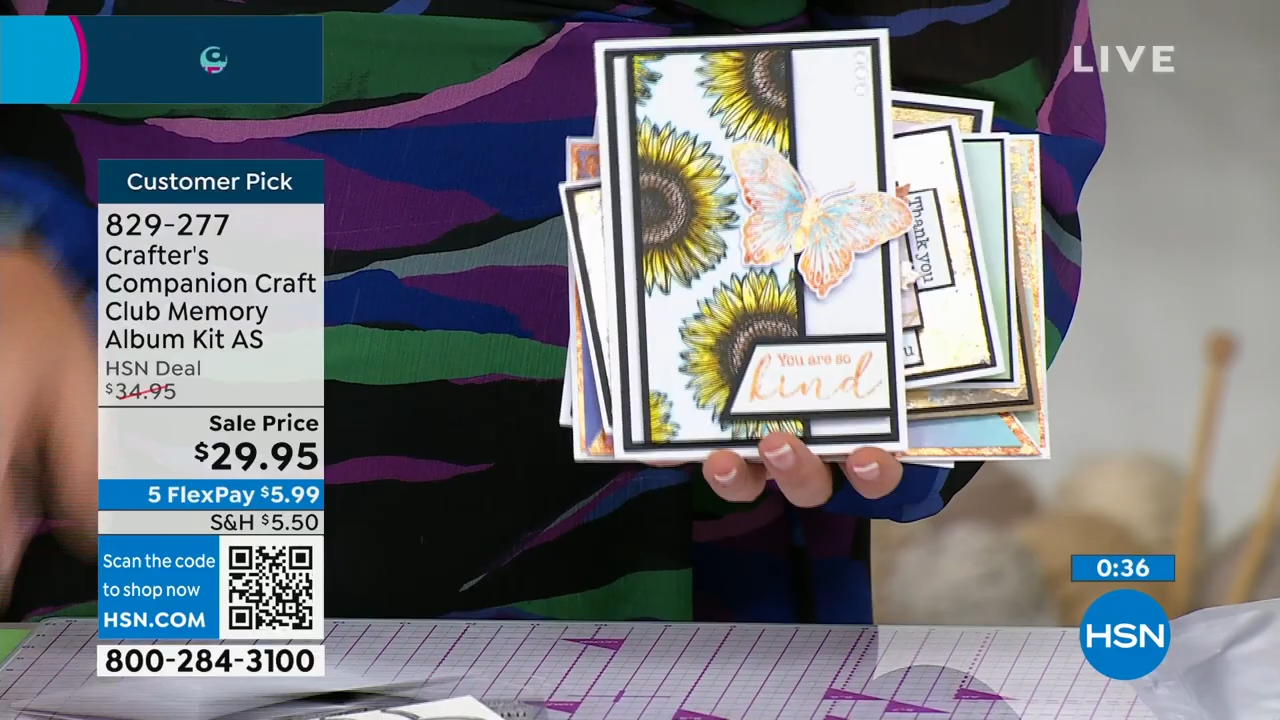 LIVE
Customer Pick
829-277
Crafter's
Companion Craft
Club Memory
Album Kit AS
HSN Deal
$34.95
Sale Price
$29.95
5 FlexPay $5.99
S&H $5.50
Scan the code
to shop now
HSN.COM
800-284-3100
You are so
kind
Thank you
0:36
HSN